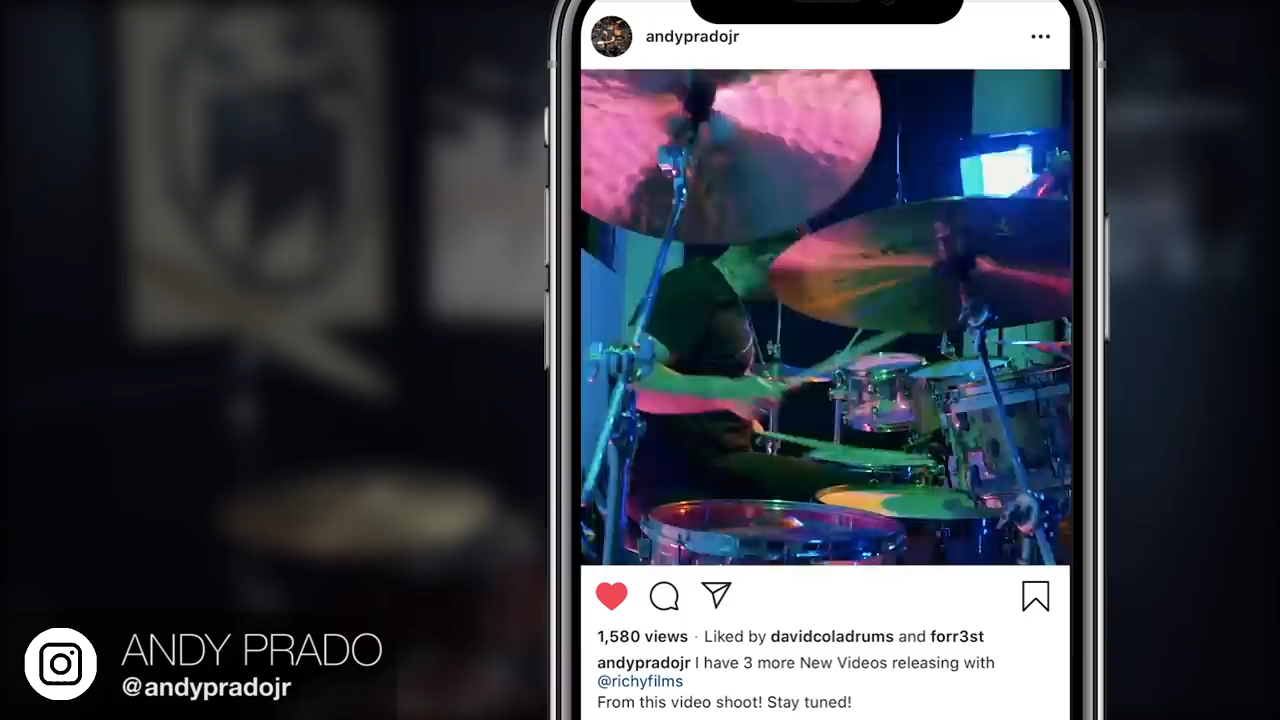 andypradojr
1,580 views · Liked by davidcoladrums and forr3st
andypradojr I have 3 more New Videos releasing with
@richyfilms
From this video shoot! Stay tuned!
ANDY PRADO
@andypradojr